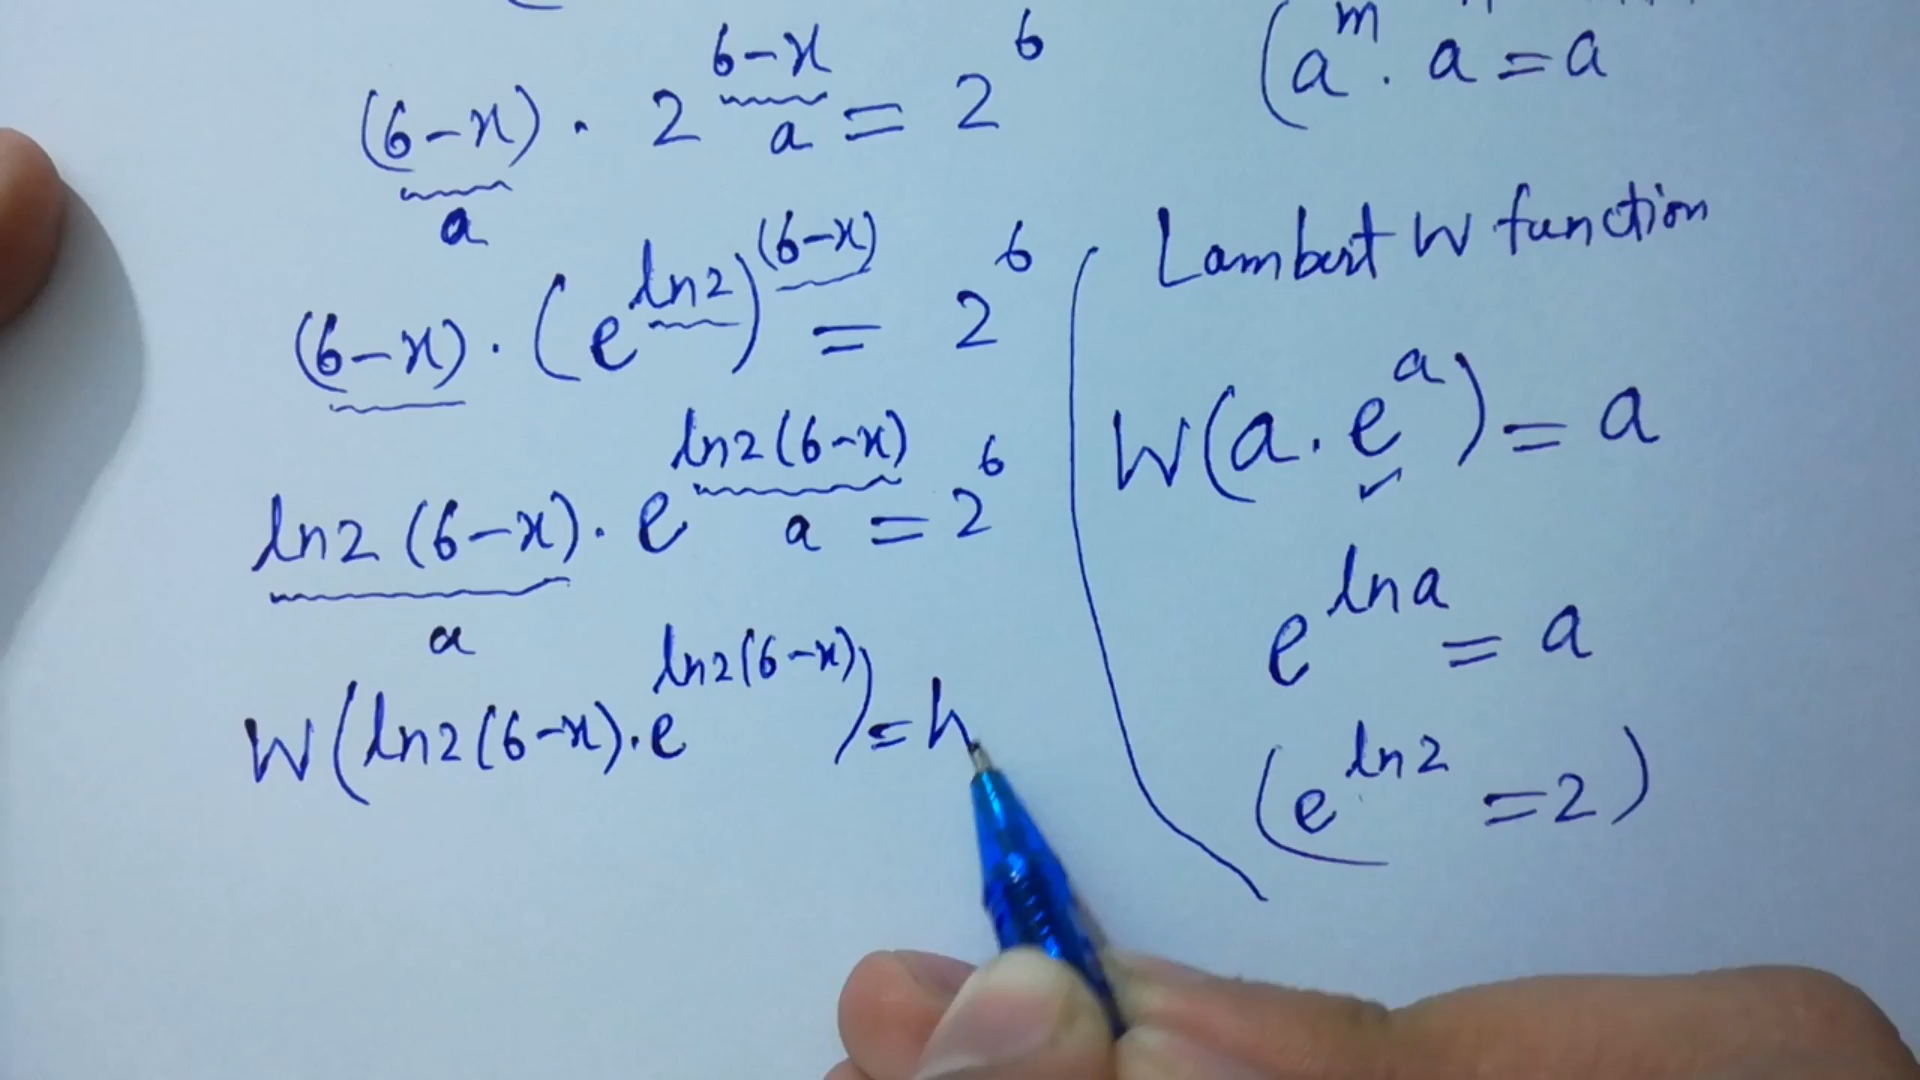 (6-x) · 2^(6-x) = 2^6
a a
(6-x) · (e^(ln2))^(6-x) = 2^6
ln2 (6-x) · e^(ln2(6-x)) = 2^6
a a
W(ln2(6-x) · e^(ln2(6-x))) =
(a^m · a = a
Lambert W function
W(a · e^a) = a
e^(ln a) = a
(e^(ln2) = 2)